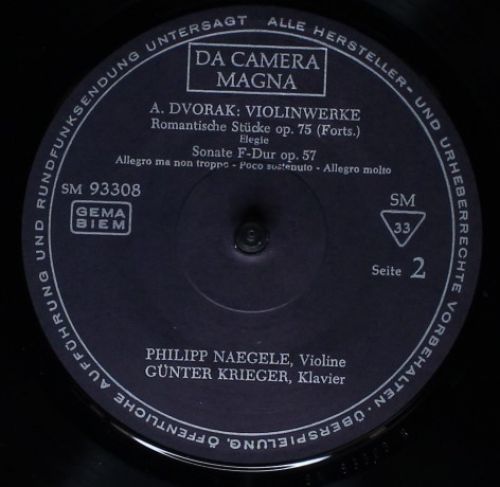 DA CAMERA
MAGNA
A. DVORAK: VIOLINWERKE
Romantische Stücke op. 75 (Forts.)
Elegie
Sonate F-Dur op. 57
Allegro ma non troppo - Poco sostenuto - Allegro molto
SM 93308
GEMA
BIEM
SM
33
Seite 2
PHILIPP NAEGELE, Violine
GÜNTER KRIEGER, Klavier
ALLE HERSTELLER- UND URHEBERRECHTE VORBEHALTEN · ÜBERSPIELUNG, ÖFFENTLICHE AUFFÜHRUNG UND RUNDFUNKSENDUNG UNTERSAGT